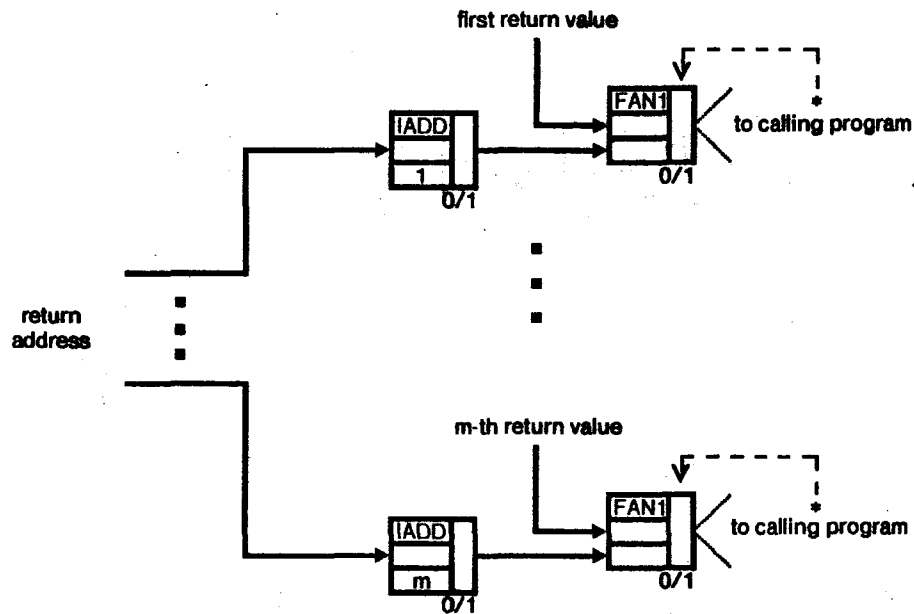 first return value
FAN1
to calling program
IADD
1
0/1
0/1
return
address
m-th return value
FAN1
to calling program
IADD
m
0/1
0/1